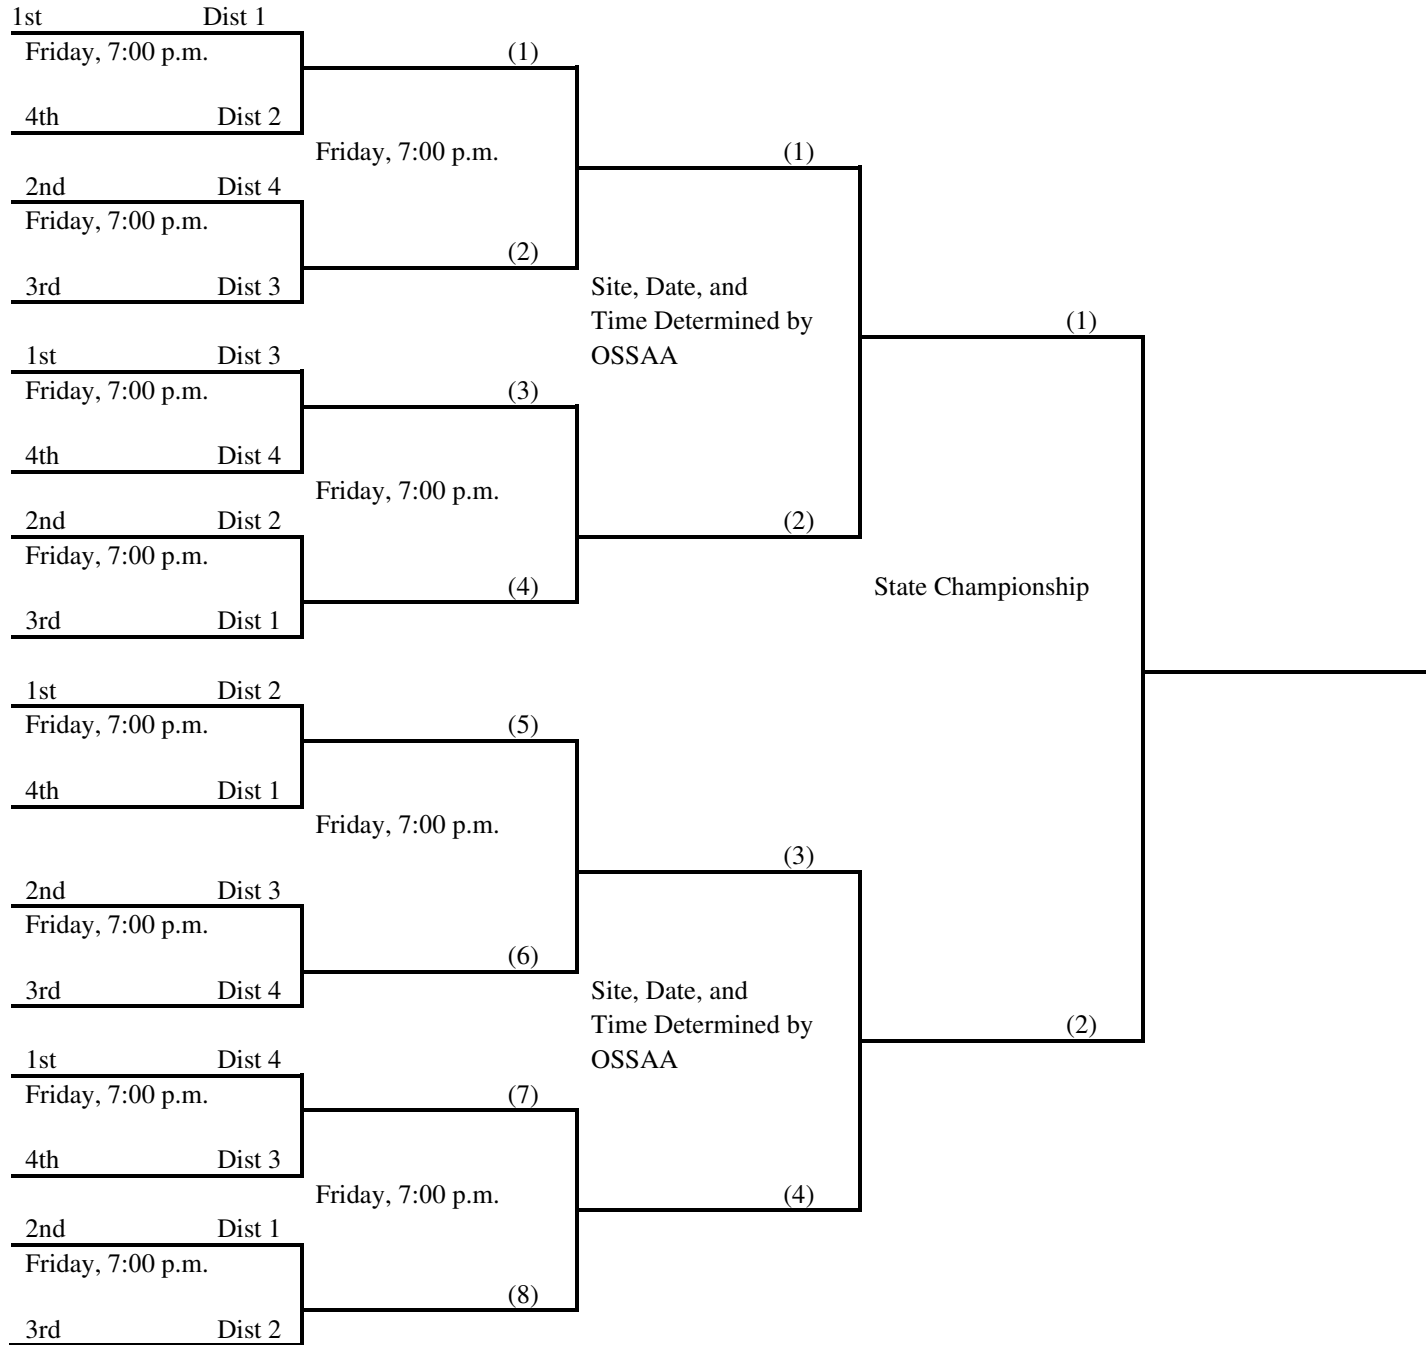 1st Dist 1
Friday, 7:00 p.m. (1)
4th Dist 2
Friday, 7:00 p.m. (1)
2nd Dist 4
Friday, 7:00 p.m.
(2)
3rd Dist 3
Site, Date, and
Time Determined by (1)
1st Dist 3
OSSAA
Friday, 7:00 p.m. (3)
4th Dist 4
Friday, 7:00 p.m.
2nd Dist 2 (2)
Friday, 7:00 p.m.
(4) State Championship
3rd Dist 1
1st Dist 2
Friday, 7:00 p.m. (5)
4th Dist 1
Friday, 7:00 p.m.
(3)
2nd Dist 3
Friday, 7:00 p.m.
(6)
3rd Dist 4
Site, Date, and
Time Determined by (2)
1st Dist 4
OSSAA
Friday, 7:00 p.m. (7)
4th Dist 3
Friday, 7:00 p.m. (4)
2nd Dist 1
Friday, 7:00 p.m.
(8)
3rd Dist 2